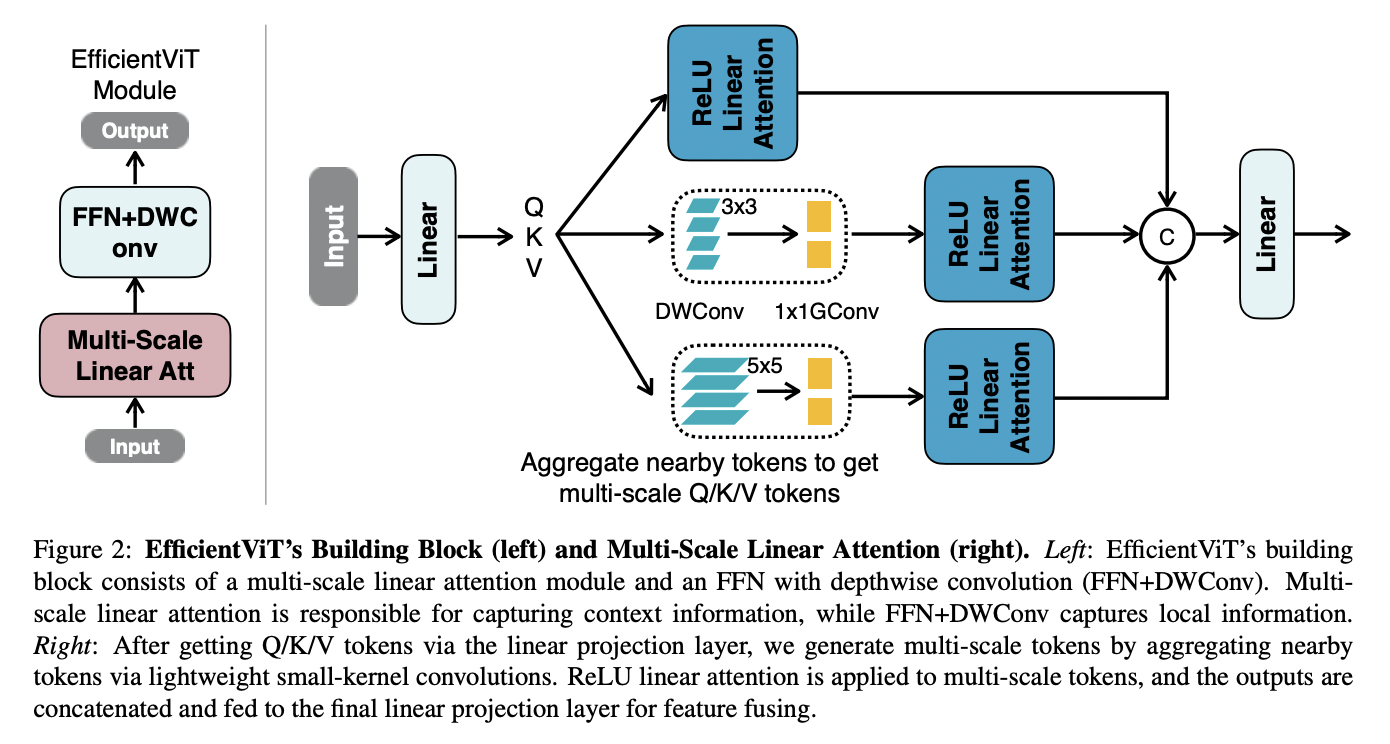 EfficientViT
Module
Output
FFN+DWC
onv
Multi-Scale
Linear Att
Input
Input
Linear
Q
K
V
ReLU
Linear
Attention
3x3
DWConv 1x1GConv
ReLU
Linear
Attention
5x5
ReLU
Linear
Attention
Aggregate nearby tokens to get
multi-scale Q/K/V tokens
C
Linear
Figure 2: EfficientViT's Building Block (left) and Multi-Scale Linear Attention (right). Left: EfficientViT's building
block consists of a multi-scale linear attention module and an FFN with depthwise convolution (FFN+DWConv). Multi-
scale linear attention is responsible for capturing context information, while FFN+DWConv captures local information.
Right: After getting Q/K/V tokens via the linear projection layer, we generate multi-scale tokens by aggregating nearby
tokens via lightweight small-kernel convolutions. ReLU linear attention is applied to multi-scale tokens, and the outputs are
concatenated and fed to the final linear projection layer for feature fusing.